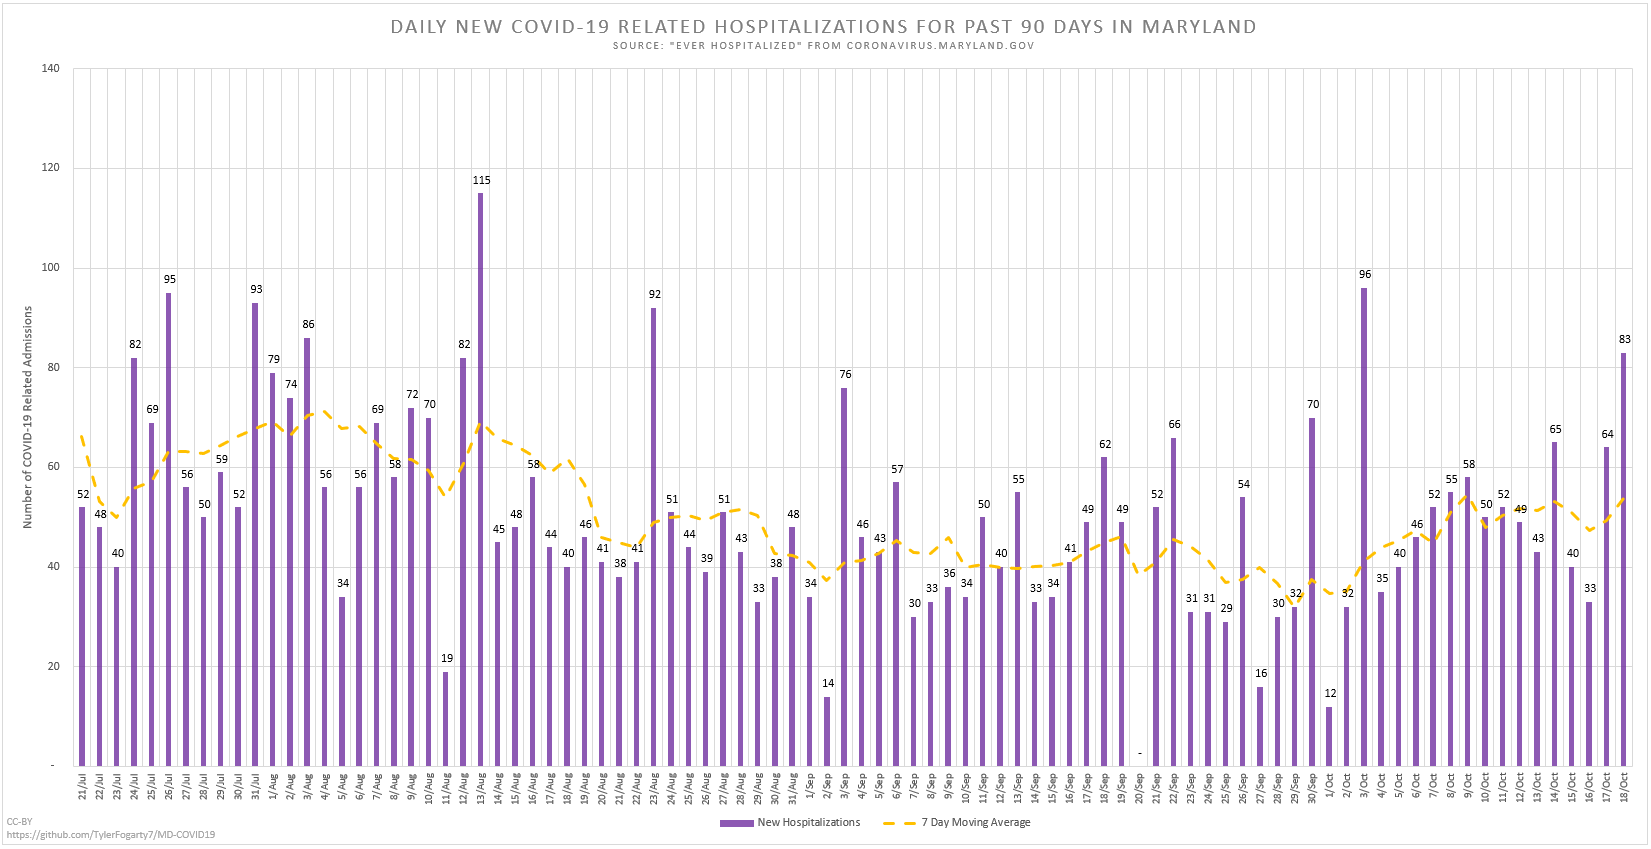 DAILY NEW COVID-19 RELATED HOSPITALIZATIONS FOR PAST 90 DAYS IN MARYLAND
SOURCE: "EVER HOSPITALIZED" FROM CORONAVIRUS.MARYLAND.GOV
Number of COVID-19 Related Admissions
140
120
100
80
60
40
20
-
52 48 40 82 69 95 56 50 59 52 93 79 74 86 56 34 56 69 58 72 70 19 82 115 45 48 58 44 40 46 41 38 41 92 51 44 39 51 43 33 38 48 34 14 76 46 43 57 30 33 36 34 50 40 55 33 34 41 49 62 49 - 52 66 31 31 29 54 16 30 32 70 12 32 96 35 40 46 52 55 58 50 52 49 43 65 40 33 64 83
21/Jul 22/Jul 23/Jul 24/Jul 25/Jul 26/Jul 27/Jul 28/Jul 29/Jul 30/Jul 31/Jul 1/Aug 2/Aug 3/Aug 4/Aug 5/Aug 6/Aug 7/Aug 8/Aug 9/Aug 10/Aug 11/Aug 12/Aug 13/Aug 14/Aug 15/Aug 16/Aug 17/Aug 18/Aug 19/Aug 20/Aug 21/Aug 22/Aug 23/Aug 24/Aug 25/Aug 26/Aug 27/Aug 28/Aug 29/Aug 30/Aug 31/Aug 1/Sep 2/Sep 3/Sep 4/Sep 5/Sep 6/Sep 7/Sep 8/Sep 9/Sep 10/Sep 11/Sep 12/Sep 13/Sep 14/Sep 15/Sep 16/Sep 17/Sep 18/Sep 19/Sep 20/Sep 21/Sep 22/Sep 23/Sep 24/Sep 25/Sep 26/Sep 27/Sep 28/Sep 29/Sep 30/Sep 1/Oct 2/Oct 3/Oct 4/Oct 5/Oct 6/Oct 7/Oct 8/Oct 9/Oct 10/Oct 11/Oct 12/Oct 13/Oct 14/Oct 15/Oct 16/Oct 17/Oct 18/Oct
New Hospitalizations 7 Day Moving Average
CC-BY
https://github.com/TylerFogarty7/MD-COVID19